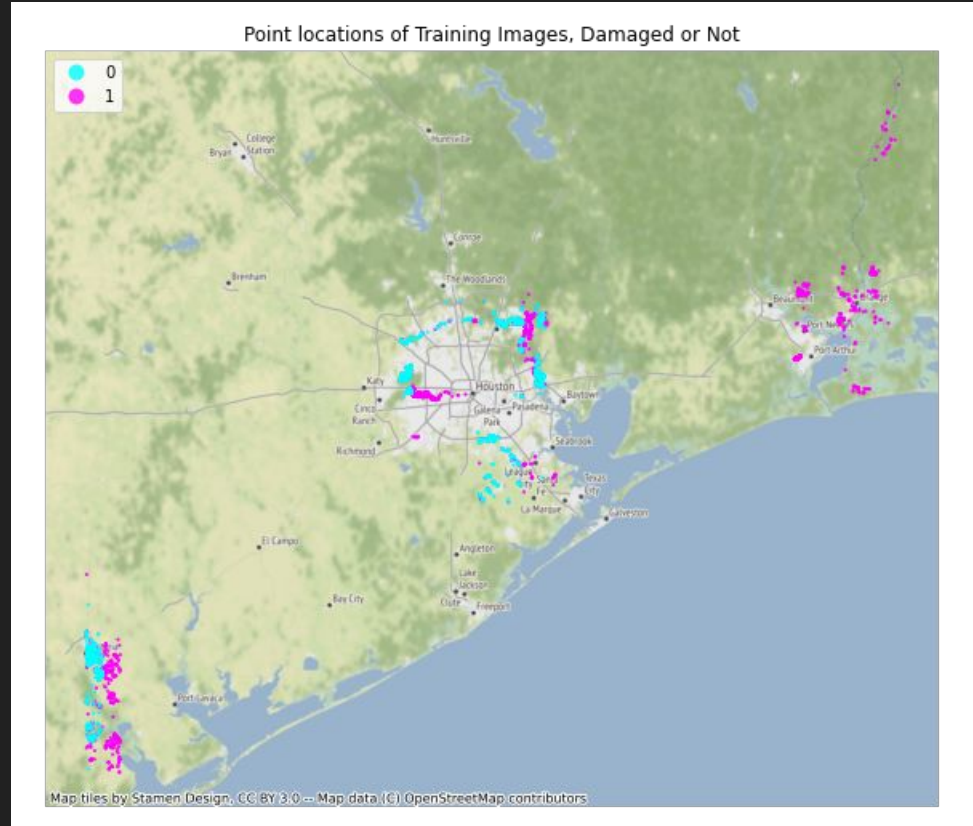 Point locations of Training Images, Damaged or Not
0
1
Huntsville
College
Station
Bryan
Conroe
The Woodlands
Brenham
Beaumont
Orange
Port
Port Arthur
Katy
Houston
Cinco
Ranch
Galena
Park
Pasadena
Baytown
Richmond
Seabrook
League
Fe
Texas
City
La Marque
Galveston
El Campo
Angleton
Lake
Jackson
Clute
Freeport
Bay City
Port Lavaca
Map tiles by Stamen Design, CC BY 3.0 -- Map data (C) OpenStreetMap contributors